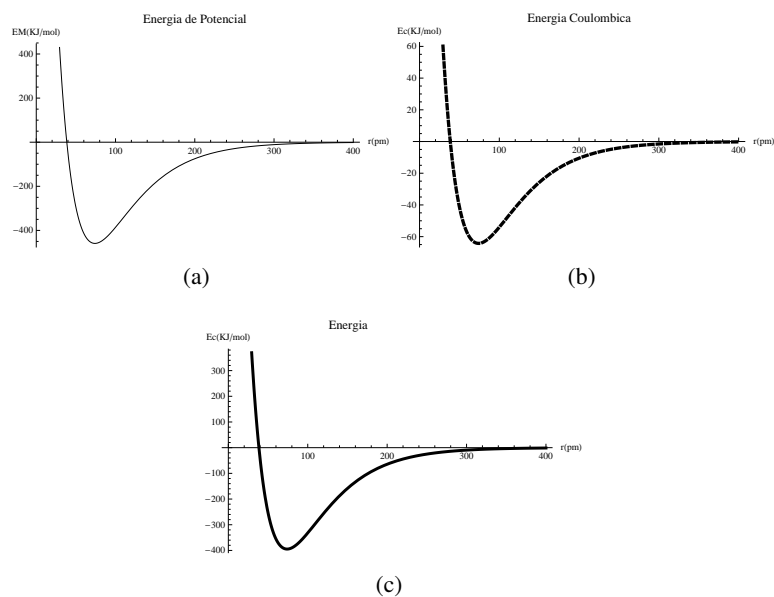 Energia de Potencial
EM(KJ/mol)
400
200
−200
−400
100
200
300
400
r(pm)
(a)
Energia Coulombica
Ec(KJ/mol)
60
40
20
−20
−40
−60
100
200
300
400
r(pm)
(b)
Energia
Ec(KJ/mol)
300
200
100
−100
−200
−300
−400
100
200
300
400
r(pm)
(c)